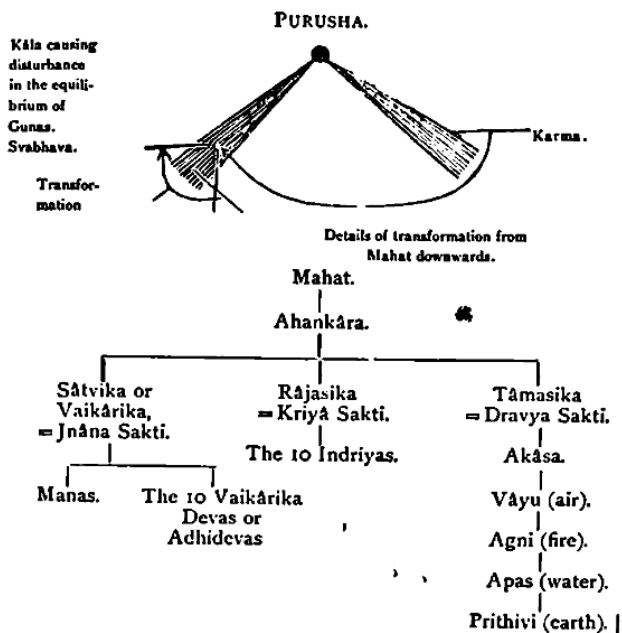 PURUSHA.
Kâla causing
disturbance
in the equili-
brium of
Gunas.
Svabhava.
Karma.
Transfor-
mation
Details of transformation from
Mahat downwards.
Mahat.
Ahankâra.
Sâtvika or
Vaikârika,
= Jnâna Sakti.
Râjasika
= Kriyâ Sakti.
Tâmasika
= Dravya Sakti.
The 10 Indriyas.
Akâsa.
Manas.
The 10 Vaikârika
Devas or
Adhidevas
Vâyu (air).
Agni (fire).
Apas (water).
Prithivi (earth).